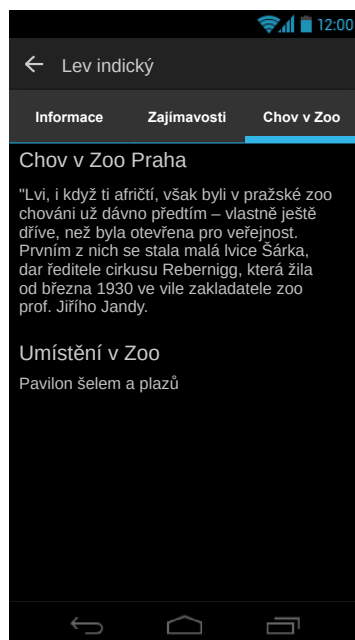 12:00
Lev indický
Informace Zajímavosti Chov v Zoo
Chov v Zoo Praha
"Lvi, i když ti afričtí, však byli v pražské zoo
chováni už dávno předtím – vlastně ještě
dříve, než byla otevřena pro veřejnost.
Prvním z nich se stala malá lvice Šárka,
dar ředitele cirkusu Rebernigg, která žila
od března 1930 ve vile zakladatele zoo
prof. Jiřího Jandy.
Umístění v Zoo
Pavilon šelem a plazů